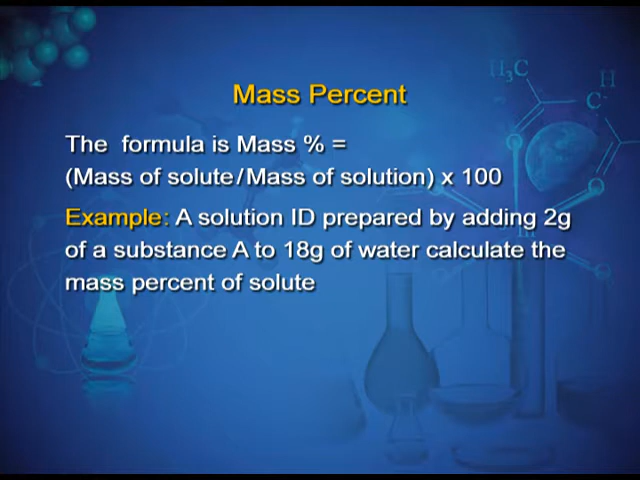 H₃C
H
C
Mass Percent
The formula is Mass % =
(Mass of solute/Mass of solution) x 100
Example: A solution ID prepared by adding 2g
of a substance A to 18g of water calculate the
mass percent of solute